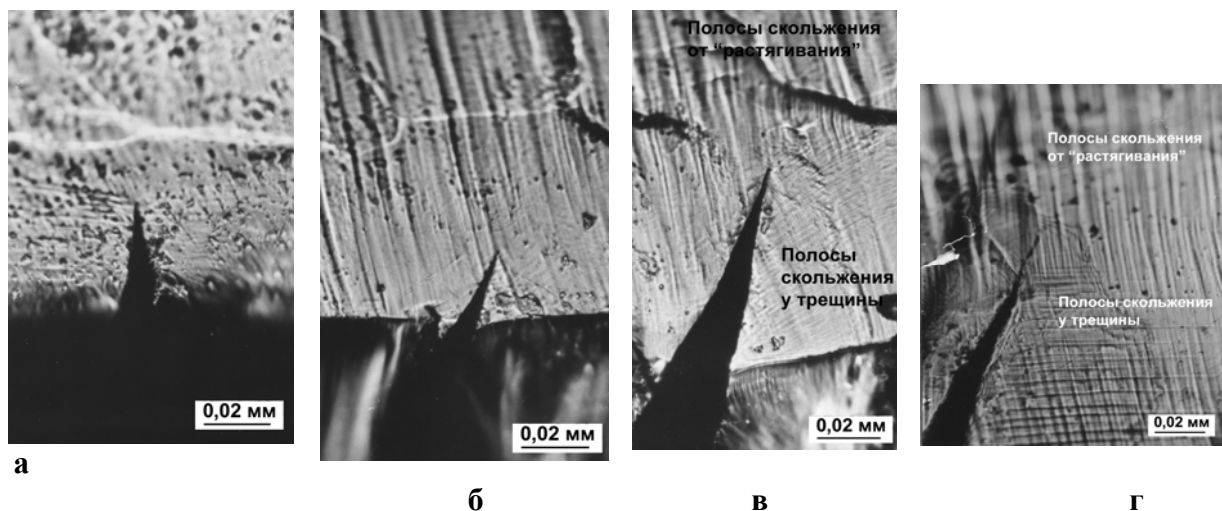 Полосы скольжения
от “растягивания”
Полосы
скольжения
у трещины
Полосы скольжения
от “растягивания”
Полосы скольжения
у трещины
0,02 мм
0,02 мм
0,02 мм
0,02 мм
а
б
в
г